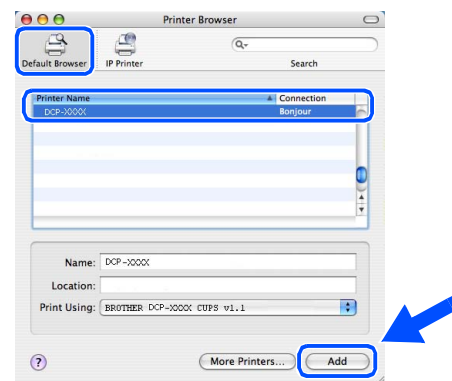 Printer Browser
Default Browser
IP Printer
Search
Printer Name
Connection
DCP-XXXX
Bonjour
Name: DCP-XXXX
Location:
Print Using: BROTHER DCP-XXXX CUPS v1.1
?
More Printers...
Add